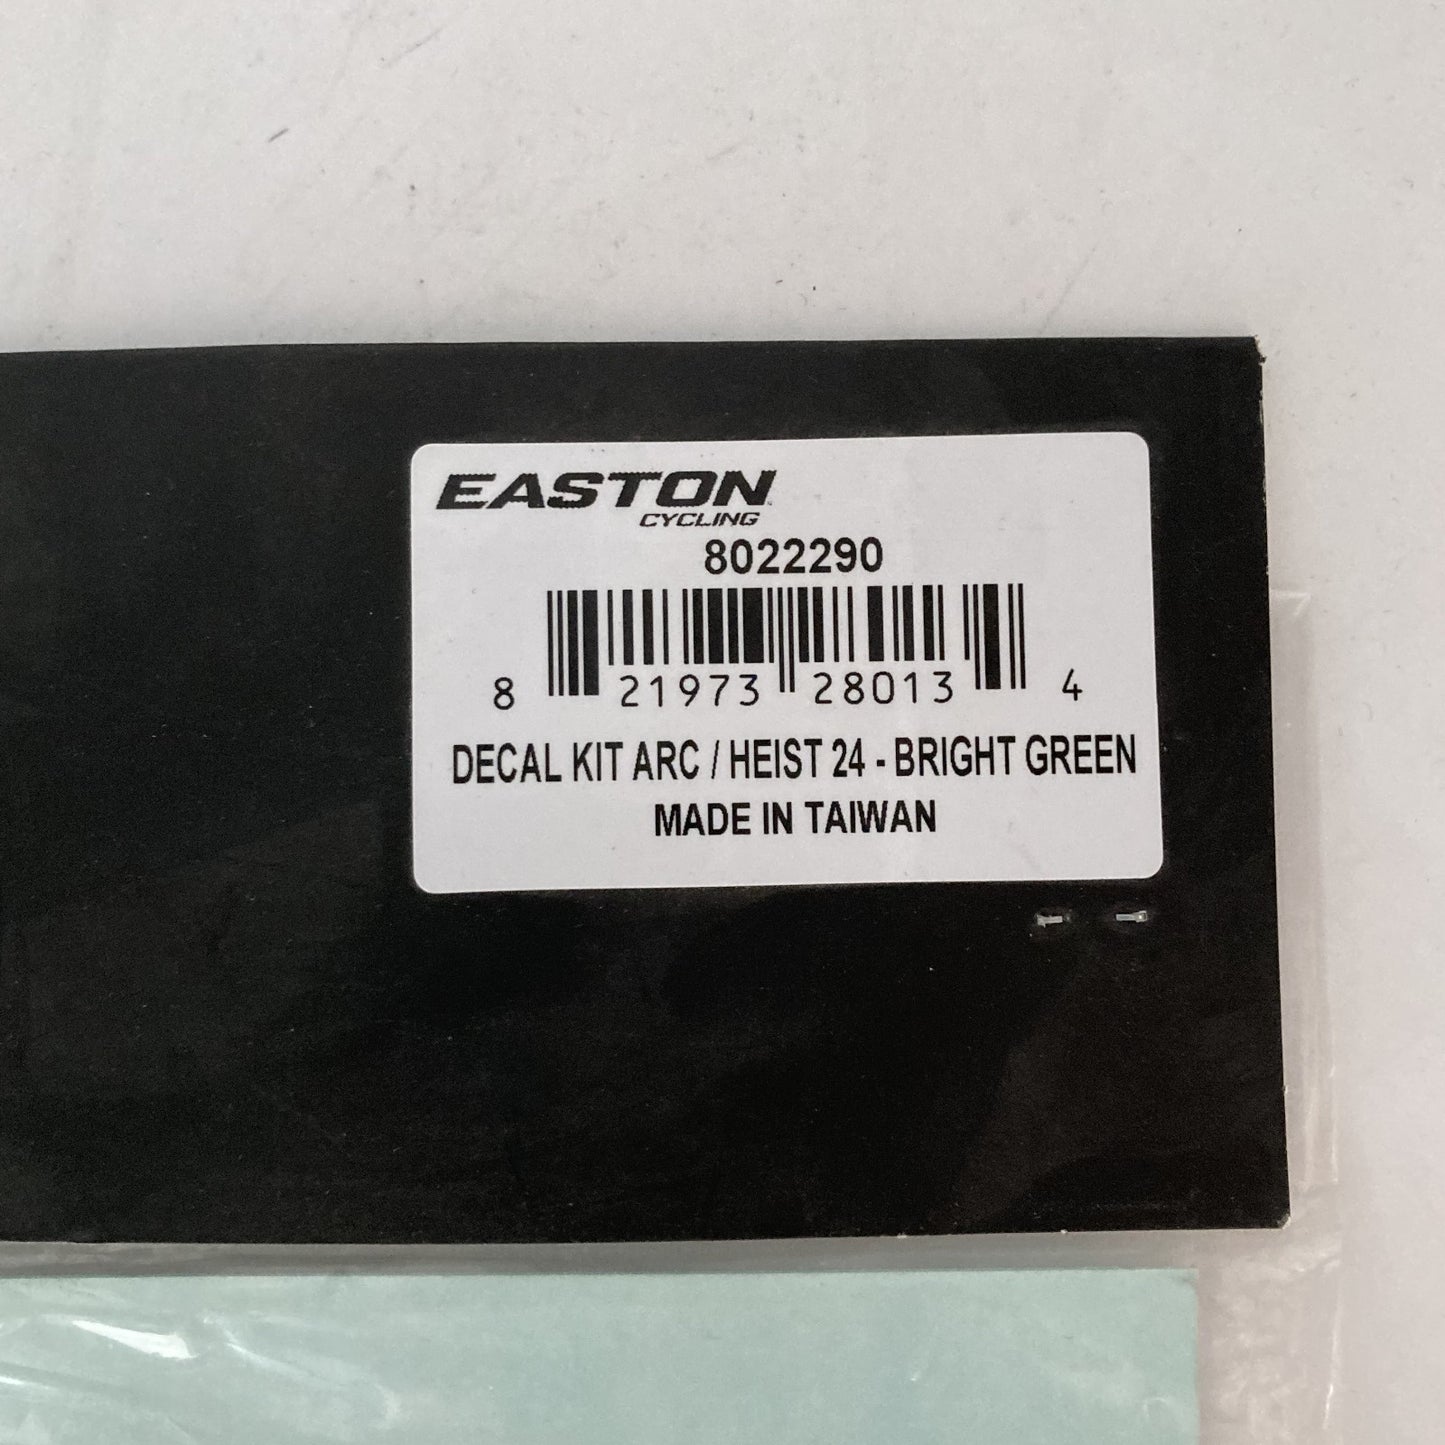 EASTON
CYCLING
8022290
8 21973 28013 4
DECAL KIT ARC / HEIST 24 - BRIGHT GREEN
MADE IN TAIWAN